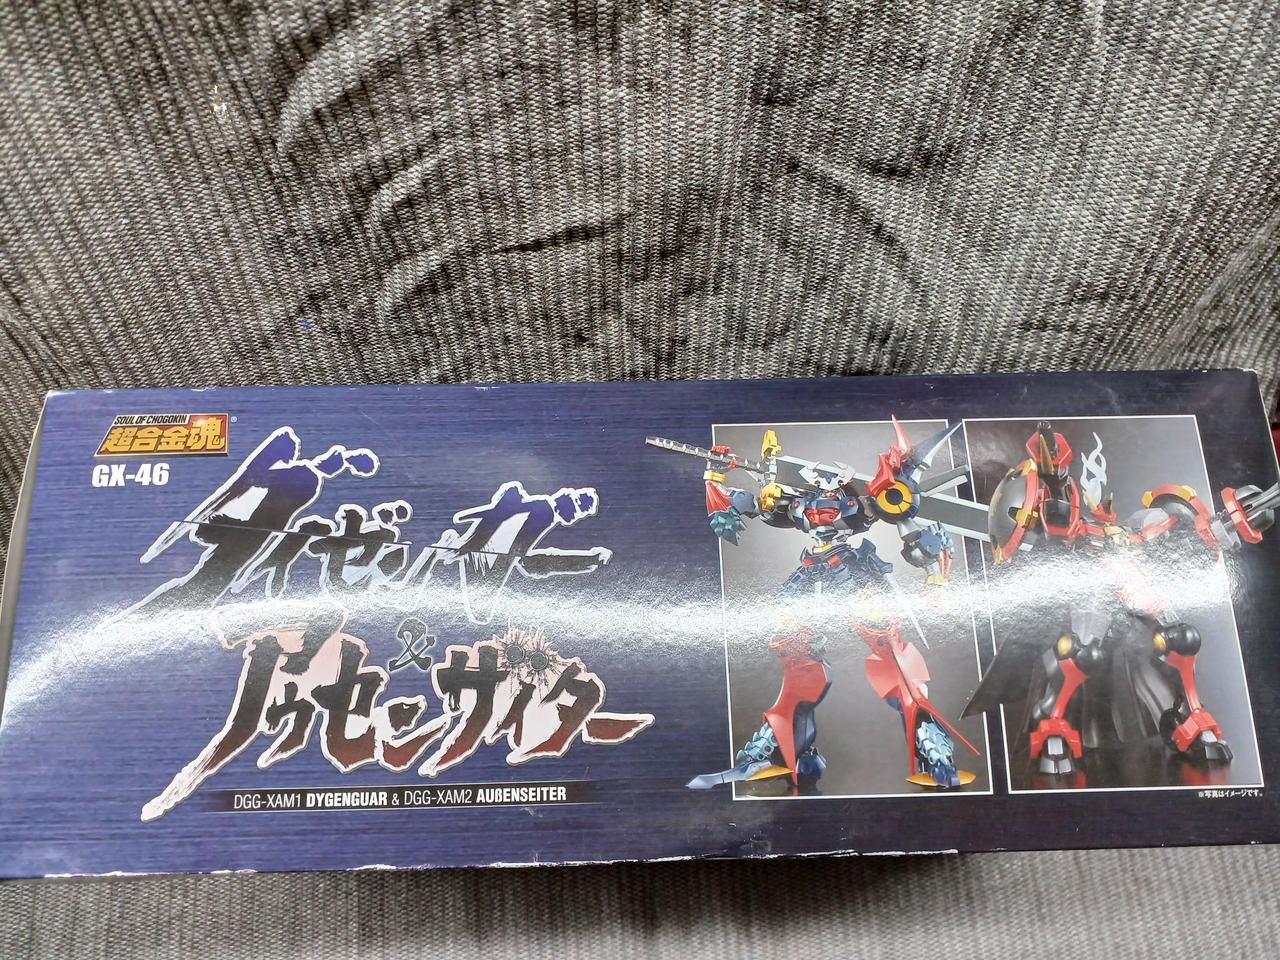 SOUL OF CHOGOKIN
超合金魂®
GX-46
ダイゼンガー
&
アウセンザイター
DGG-XAM1 DYGENGUAR & DGG-XAM2 AUßENSEITER
※写真はイメージです。